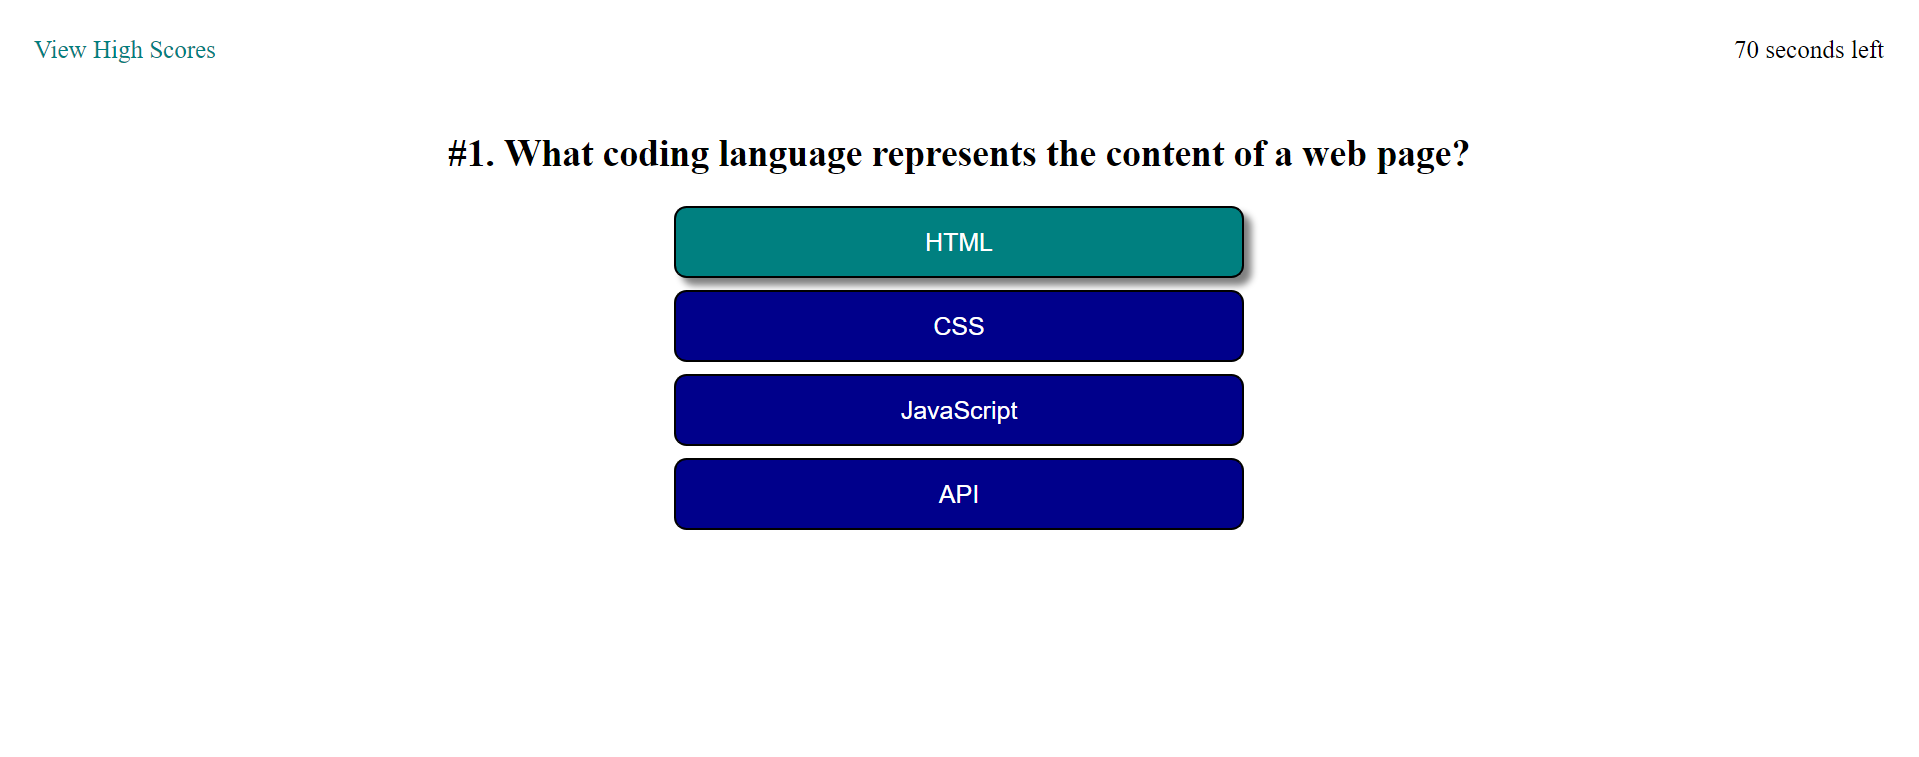 View High Scores
70 seconds left
#1. What coding language represents the content of a web page?
HTML
CSS
JavaScript
API